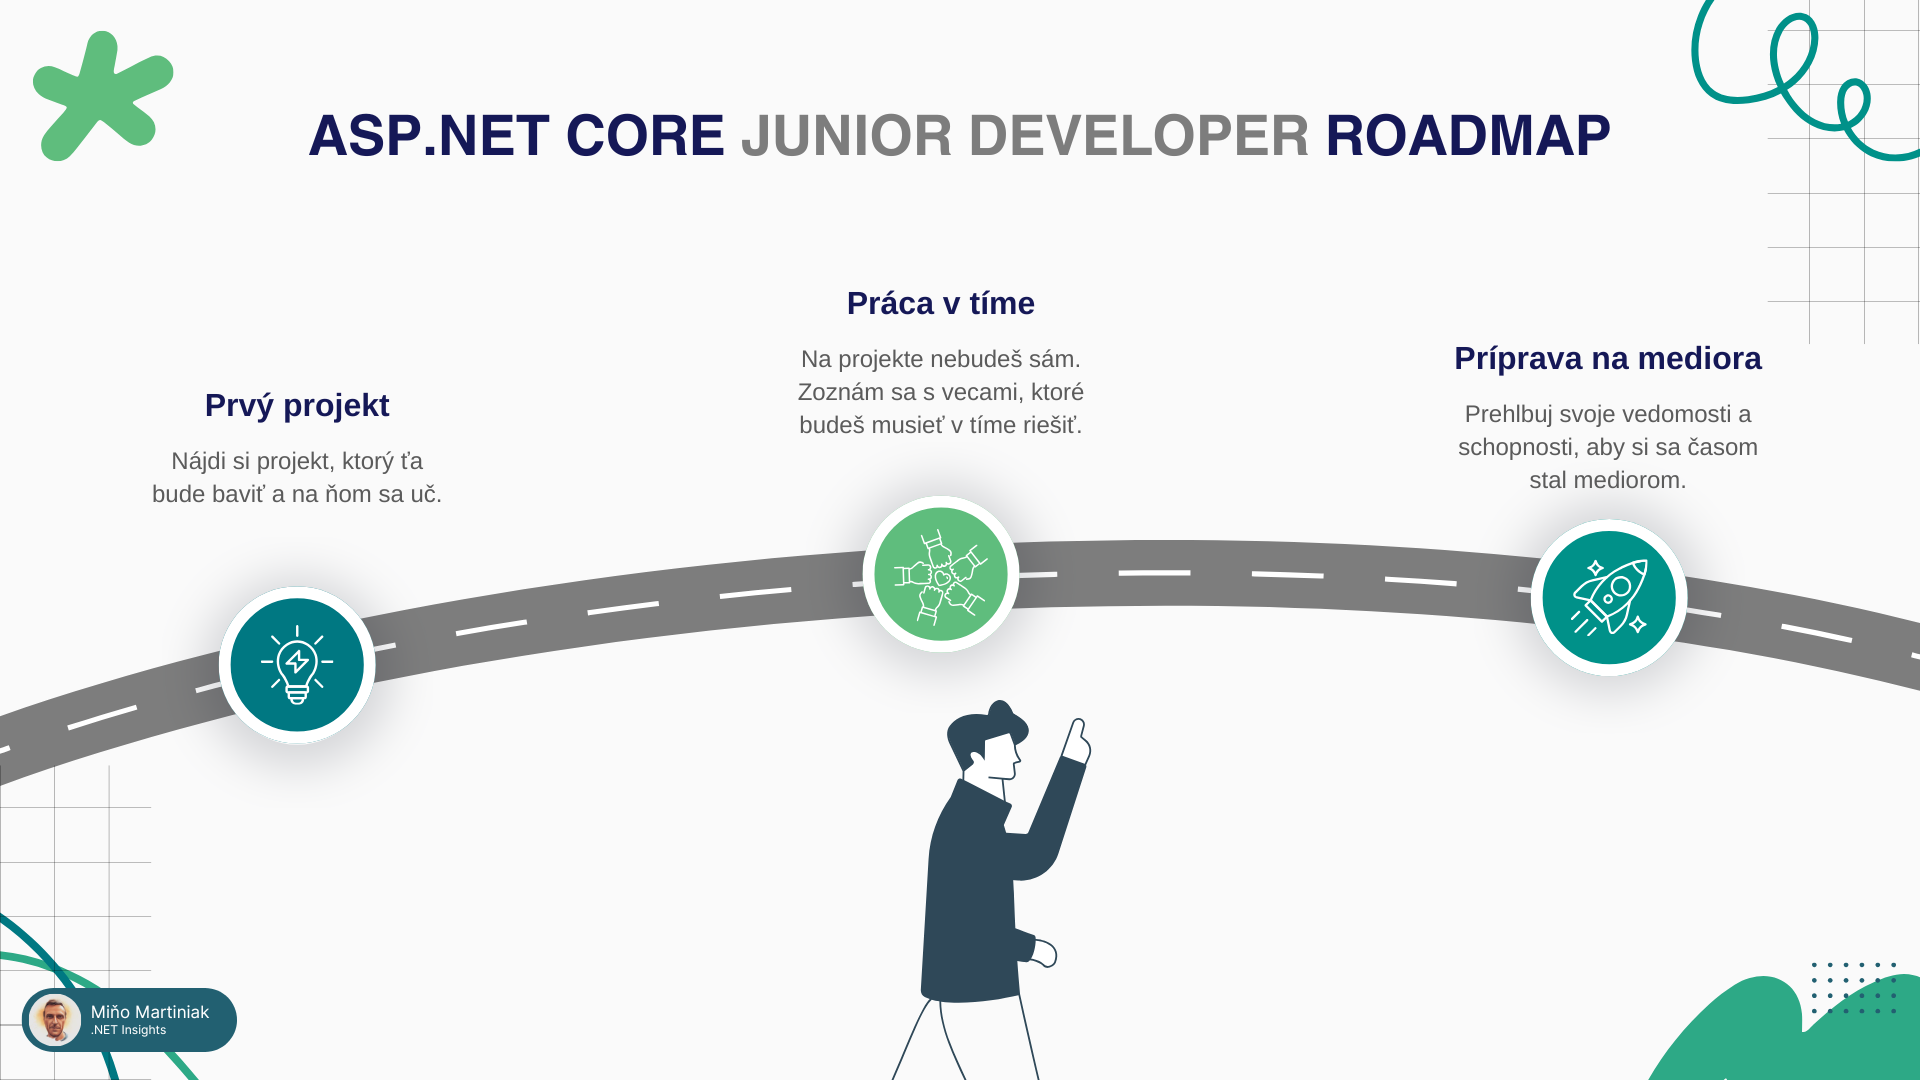 ASP.NET CORE JUNIOR DEVELOPER ROADMAP
Prvý projekt
Nájdi si projekt, ktorý ťa
bude baviť a na ňom sa uč.
Práca v tíme
Na projekte nebudeš sám.
Zoznám sa s vecami, ktoré
budeš musieť v tíme riešiť.
Príprava na mediora
Prehlbuj svoje vedomosti a
schopnosti, aby si sa časom
stal mediorom.
Miňo Martiniak
.NET Insights